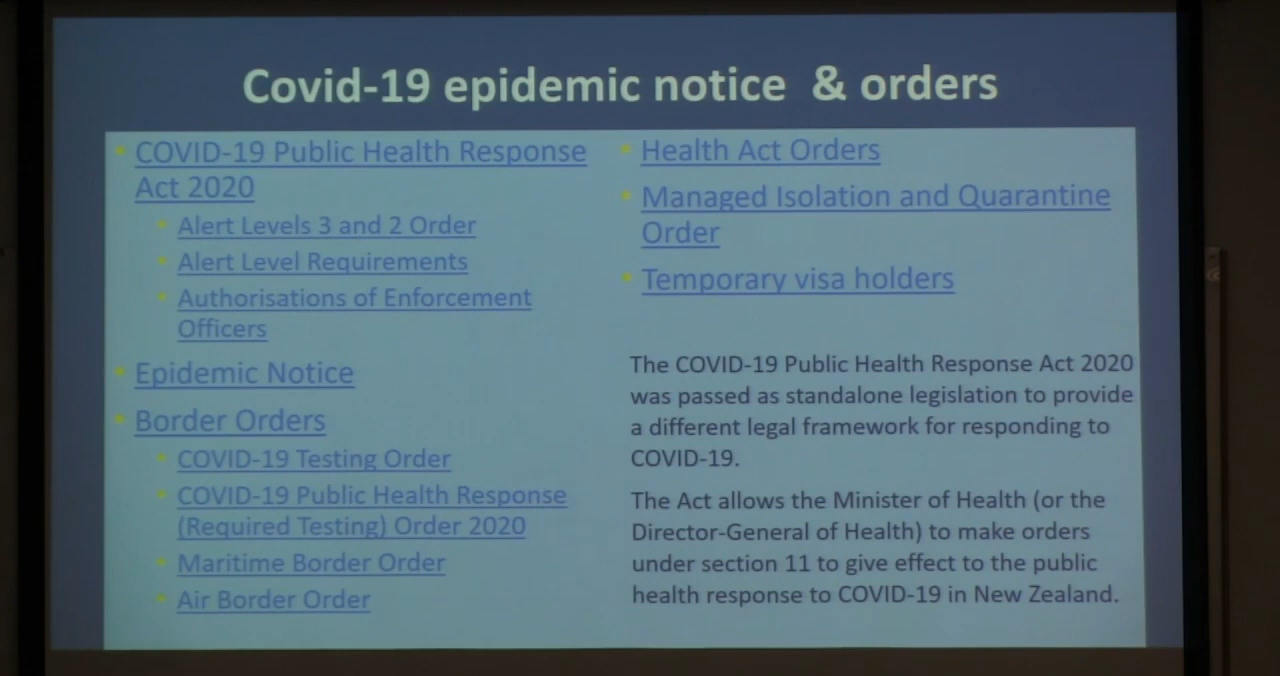 Covid-19 epidemic notice & orders
COVID-19 Public Health Response
Act 2020
Alert Levels 3 and 2 Order
Alert Level Requirements
Authorisations of Enforcement
Officers
Epidemic Notice
Border Orders
COVID-19 Testing Order
COVID-19 Public Health Response
(Required Testing) Order 2020
Maritime Border Order
Air Border Order
Health Act Orders
Managed Isolation and Quarantine
Order
Temporary visa holders
The COVID-19 Public Health Response Act 2020
was passed as standalone legislation to provide
a different legal framework for responding to
COVID-19.
The Act allows the Minister of Health (or the
Director-General of Health) to make orders
under section 11 to give effect to the public
health response to COVID-19 in New Zealand.